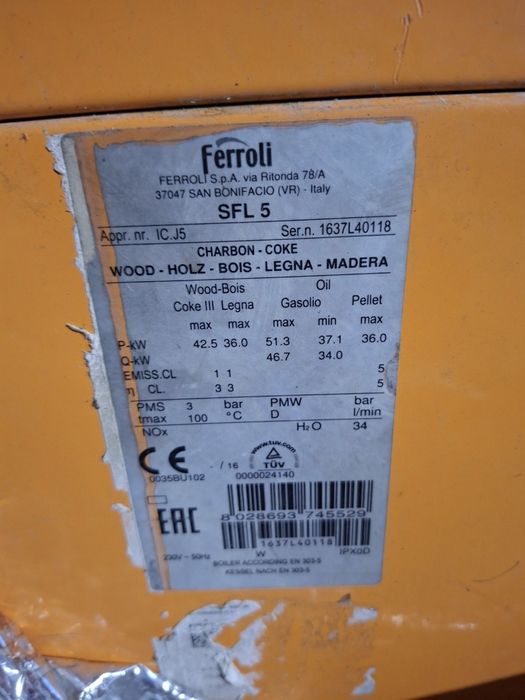 Ferroli
FERROLI S.p.A. via Ritonda 78/A
37047 SAN BONIFACIO (VR) - Italy
SFL 5
Appr. nr. IC.J5 Ser.n. 1637L40118
CHARBON - COKE
WOOD - HOLZ - BOIS - LEGNA - MADERA
Wood-Bois Oil
Coke III Legna Gasolio Pellet
max max max min max
P-kW 42.5 36.0 51.3 37.1 36.0
Q-kW 46.7 34.0
EMISS.CL 1 1 5
η CL. 3 3 5
PMS 3 bar PMW bar
tmax 100 °C D l/min
NOx H2O 34
CE - / 16 www.tuv.com TÜV
0035BU102 0000024140
8 028693 745529
EAC
1637L40118
230V ~ 50Hz W IPX0D
BOILER ACCORDING EN 303-5
KESSEL NACH EN 303-5